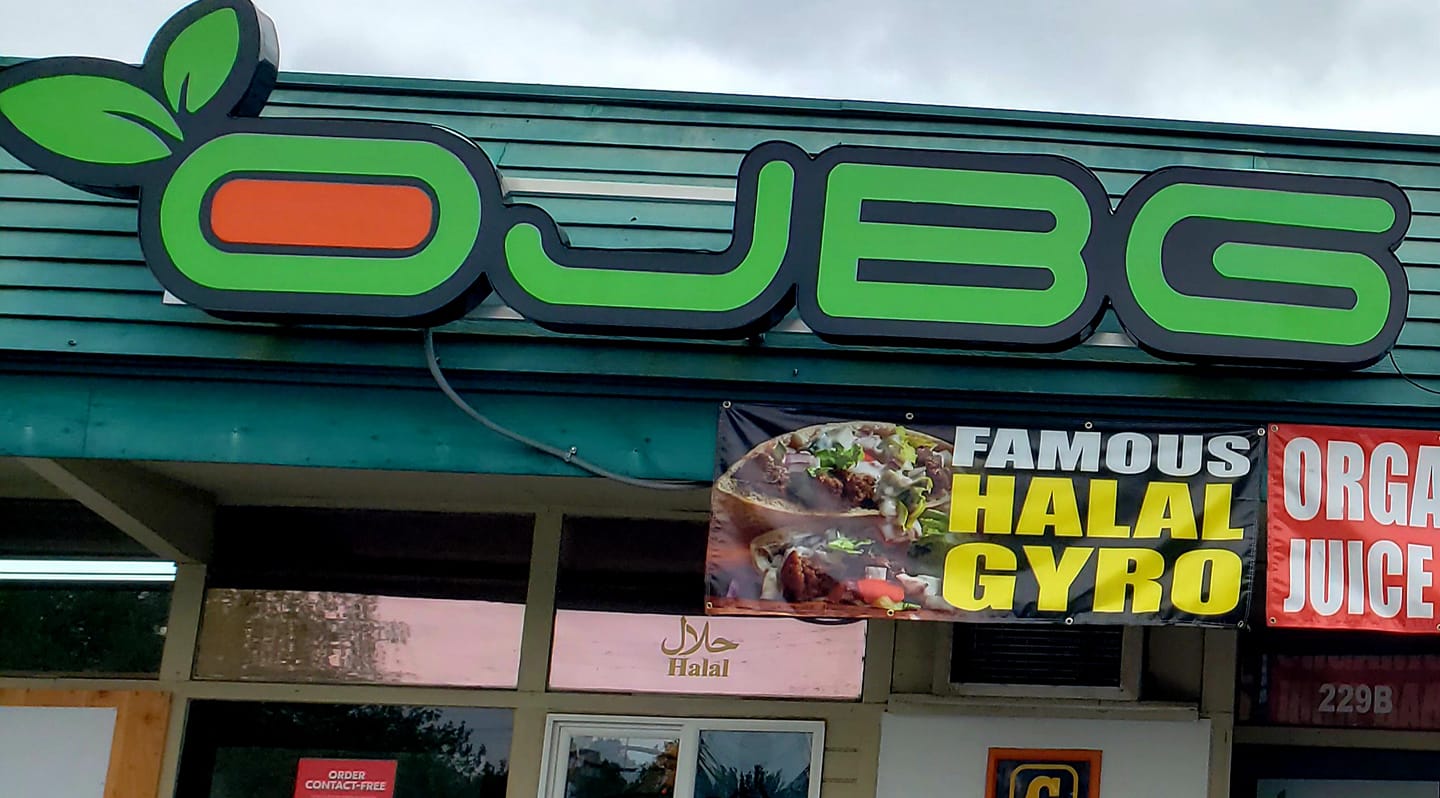 OJBG
FAMOUS
HALAL
GYRO
ORGA
JUICE
حلال
Halal
229B
ORDER
CONTACT-FREE
G